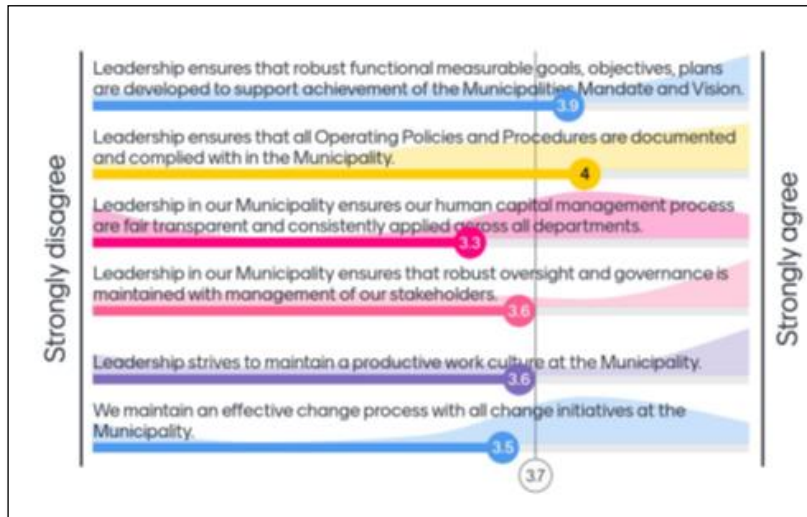 Strongly disagree
Leadership ensures that robust functional measurable goals, objectives, plans
are developed to support achievement of the Municipalities Mandate and Vision.
3.9
Leadership ensures that all Operating Policies and Procedures are documented
and complied with in the Municipality.
4
Leadership in our Municipality ensures our human capital management process
are fair transparent and consistently applied across all departments.
3.3
Leadership in our Municipality ensures that robust oversight and governance is
maintained with management of our stakeholders.
3.6
Leadership strives to maintain a productive work culture at the Municipality.
3.6
We maintain an effective change process with all change initiatives at the
Municipality.
3.5
3.7
Strongly agree